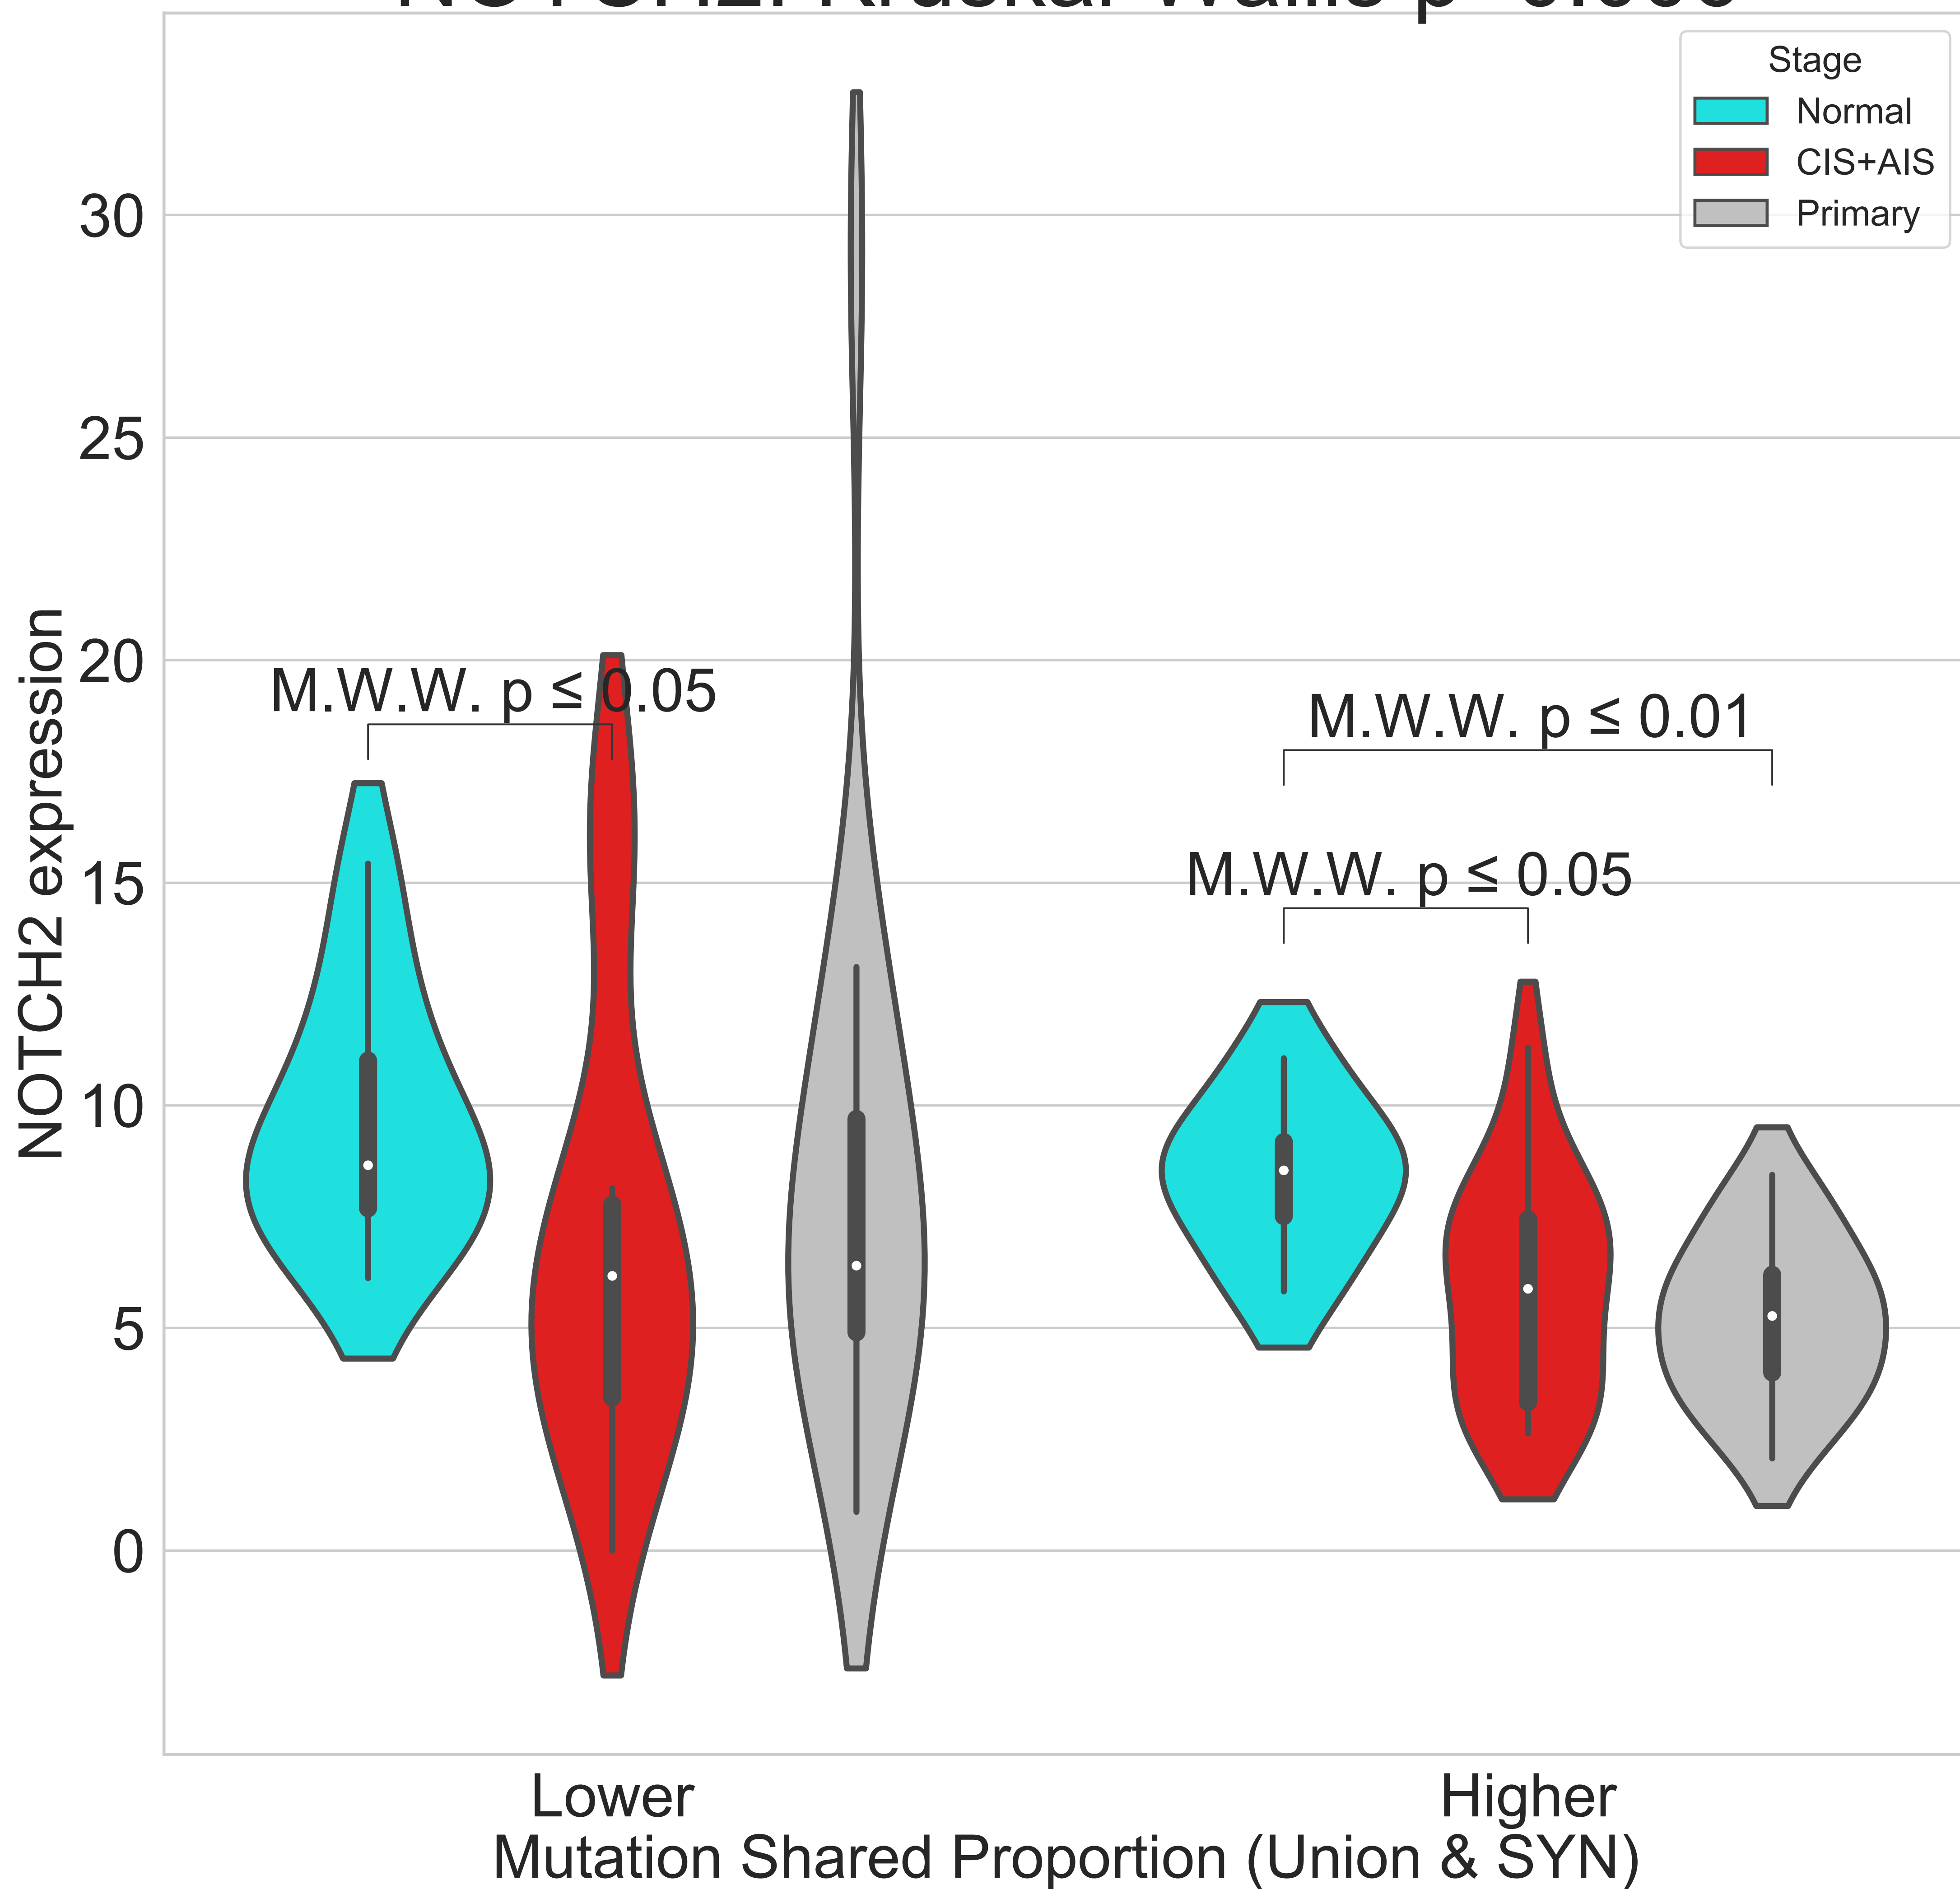 Stage
Normal
CIS+AIS
Primary
30
25
20
15
10
5
0
NOTCH2 expression
M.W.W. p ≤ 0.05
M.W.W. p ≤ 0.01
M.W.W. p ≤ 0.05
Lower
Higher
Mutation Shared Proportion (Union & SYN)